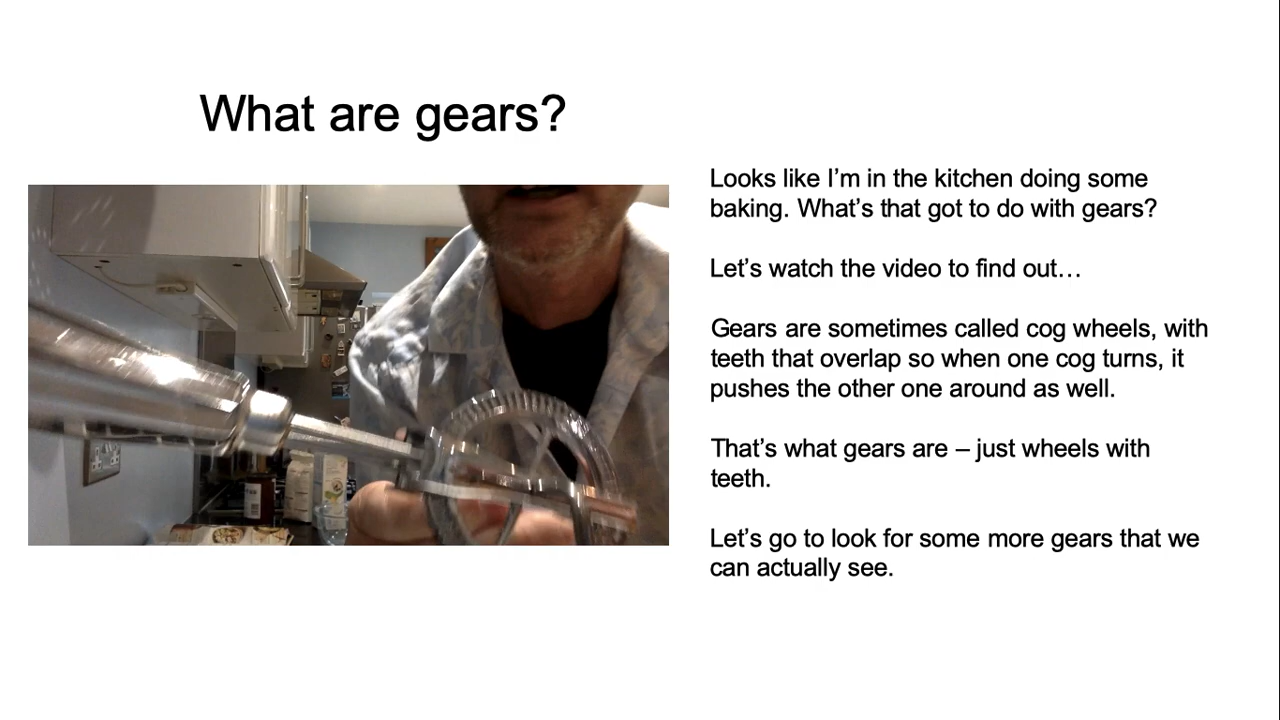 What are gears?
Looks like I’m in the kitchen doing some
baking. What’s that got to do with gears?
Let’s watch the video to find out…
Gears are sometimes called cog wheels, with
teeth that overlap so when one cog turns, it
pushes the other one around as well.
That’s what gears are – just wheels with
teeth.
Let’s go to look for some more gears that we
can actually see.